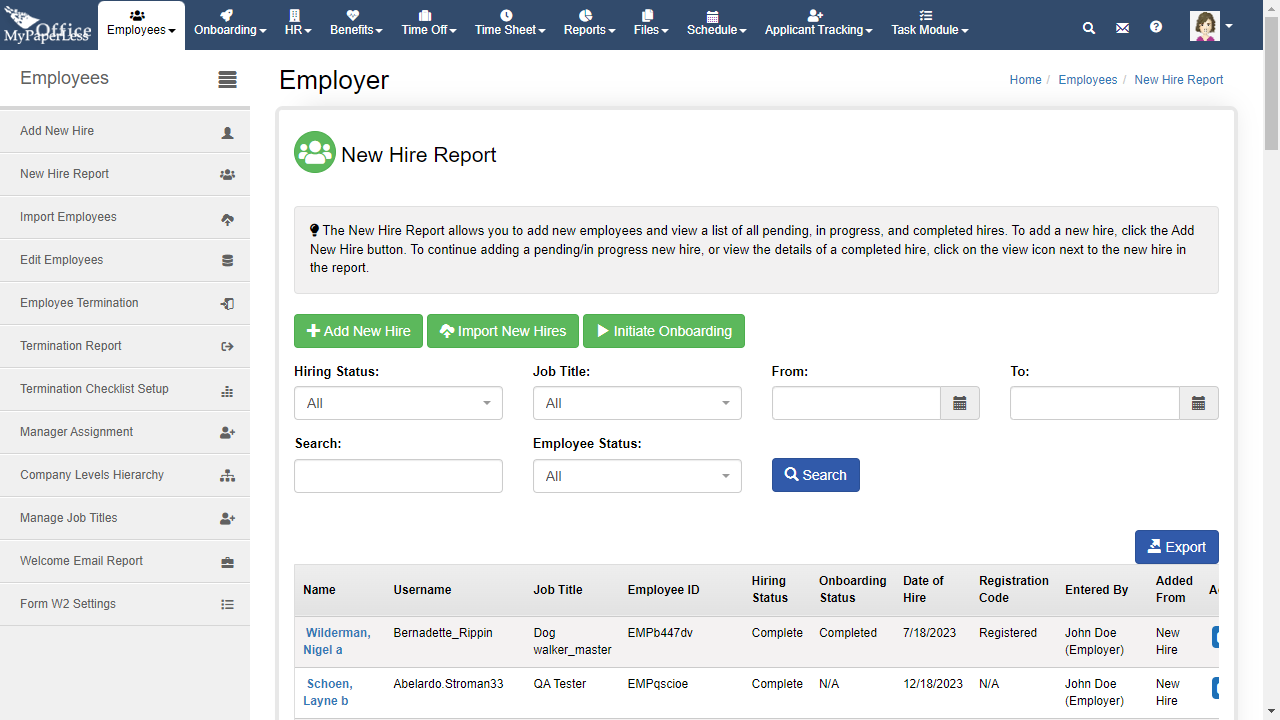 MyPaperLess Office
Employees
Onboarding
HR
Benefits
Time Off
Time Sheet
Reports
Files
Schedule
Applicant Tracking
Task Module
Employees
Add New Hire
New Hire Report
Import Employees
Edit Employees
Employee Termination
Termination Report
Termination Checklist Setup
Manager Assignment
Company Levels Hierarchy
Manage Job Titles
Welcome Email Report
Form W2 Settings
Employer
Home / Employees / New Hire Report
New Hire Report
The New Hire Report allows you to add new employees and view a list of all pending, in progress, and completed hires. To add a new hire, click the Add
New Hire button. To continue adding a pending/in progress new hire, or view the details of a completed hire, click on the view icon next to the new hire in
the report.
Add New Hire Import New Hires Initiate Onboarding
Hiring Status: Job Title: From: To:
All All
Search: Employee Status:
All Search
Export
Name Username Job Title Employee ID Hiring Status Onboarding Status Date of Hire Registration Code Entered By Added From
Wilderman, Nigel a Bernadette_Rippin Dog walker_master EMPb447dv Complete Completed 7/18/2023 Registered John Doe (Employer) New Hire
Schoen, Layne b Abelardo.Stroman33 QA Tester EMPqscioe Complete N/A 12/18/2023 N/A John Doe (Employer) New Hire